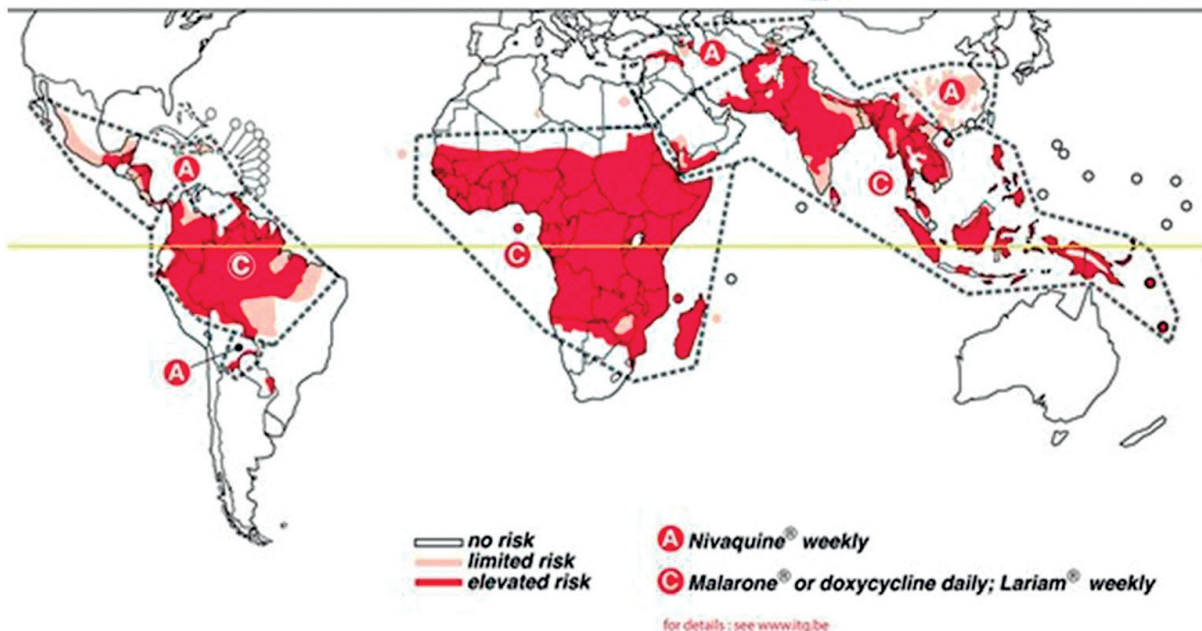 A
A
A
C
C
C
A
no risk
limited risk
elevated risk
A Nivaquine® weekly
C Malarone® or doxycycline daily; Lariam® weekly
for details : see www.itg.be